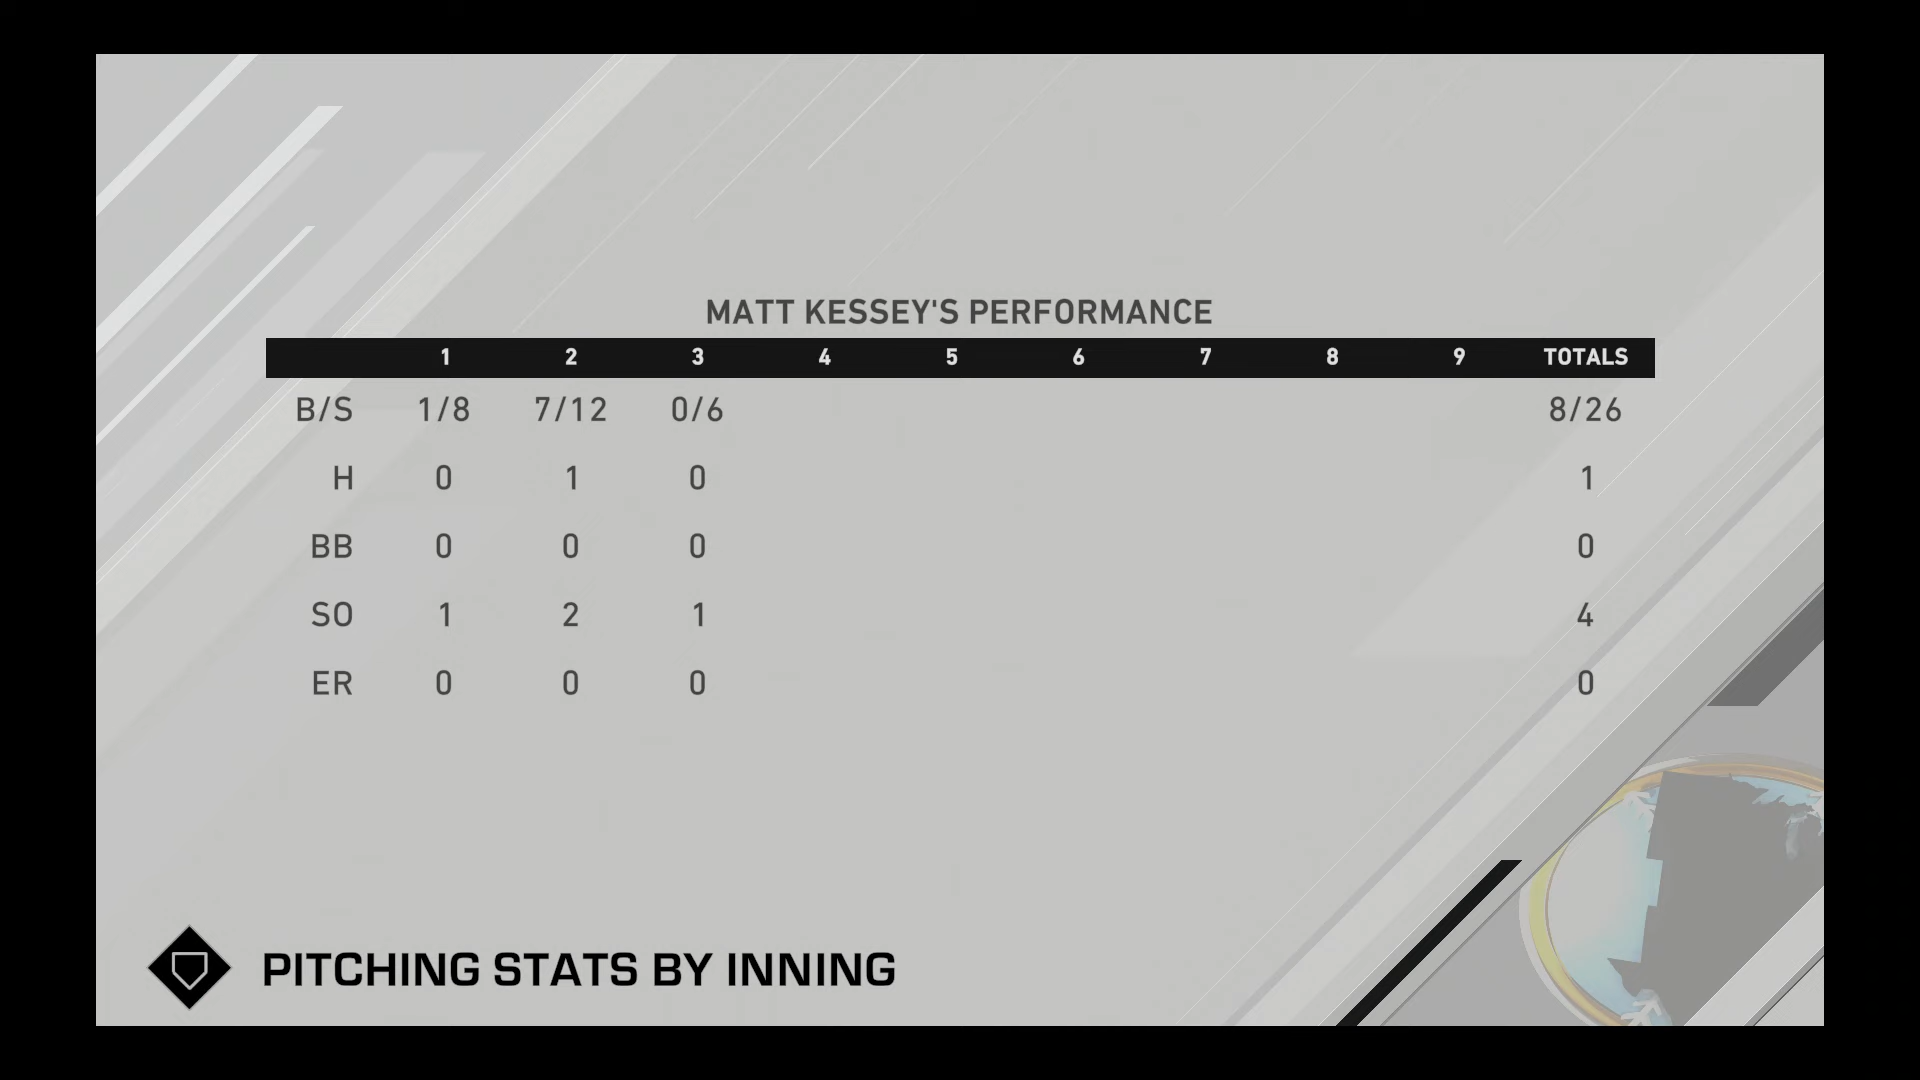 MATT KESSEY'S PERFORMANCE
1 2 3 4 5 6 7 8 9 TOTALS
B/S 1/8 7/12 0/6 8/26
H 0 1 0 1
BB 0 0 0 0
SO 1 2 1 4
ER 0 0 0 0
PITCHING STATS BY INNING